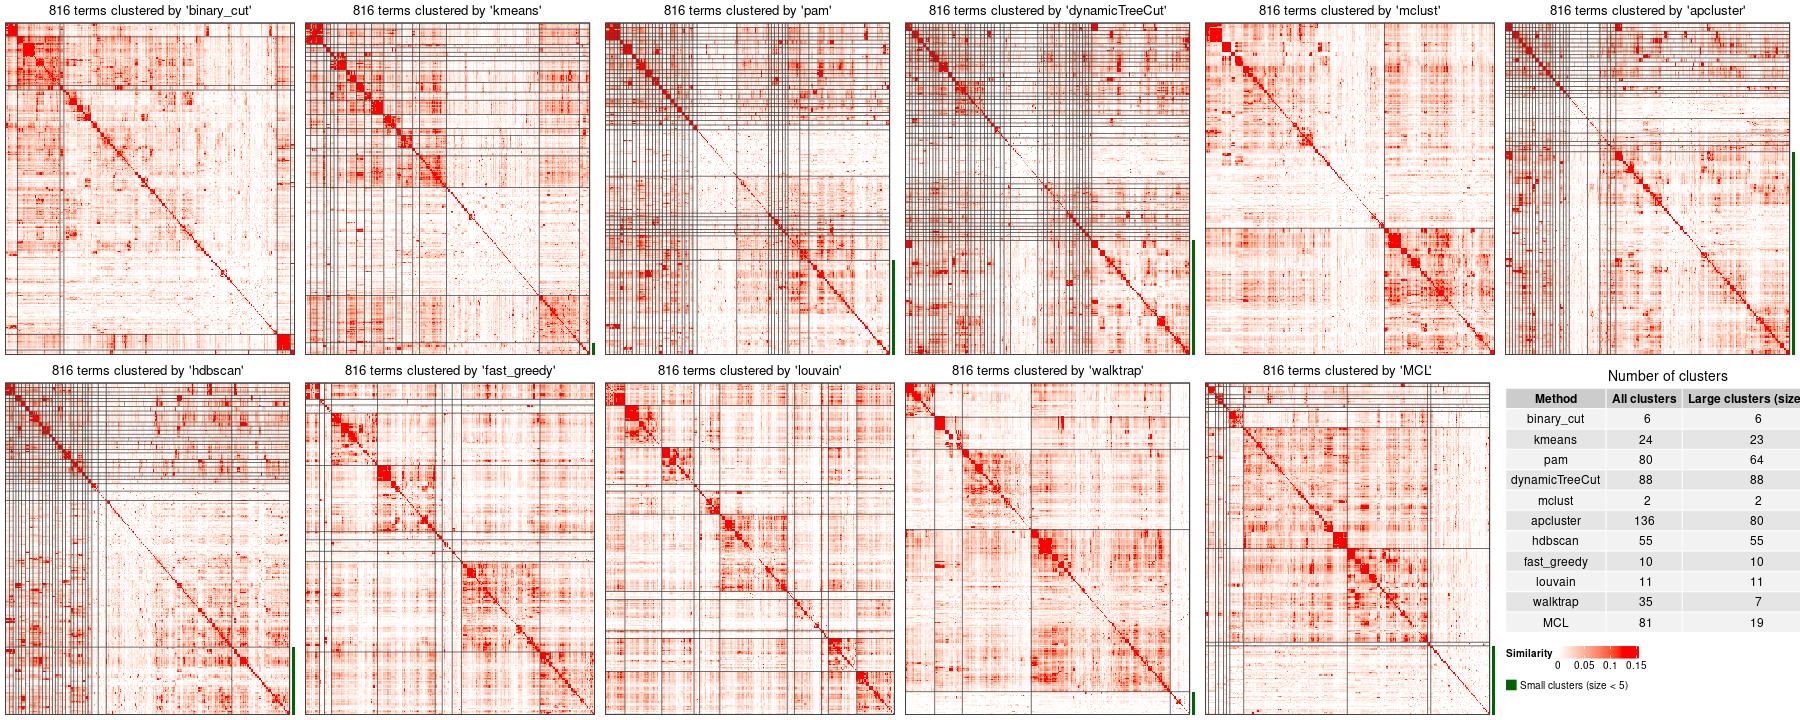 816 terms clustered by 'binary_cut'
816 terms clustered by 'kmeans'
816 terms clustered by 'pam'
816 terms clustered by 'dynamicTreeCut'
816 terms clustered by 'mclust'
816 terms clustered by 'apcluster'
816 terms clustered by 'hdbscan'
816 terms clustered by 'fast_greedy'
816 terms clustered by 'louvain'
816 terms clustered by 'walktrap'
816 terms clustered by 'MCL'
Number of clusters
Method All clusters Large clusters (size
binary_cut 6 6
kmeans 24 23
pam 80 64
dynamicTreeCut 88 88
mclust 2 2
apcluster 136 80
hdbscan 55 55
fast_greedy 10 10
louvain 11 11
walktrap 35 7
MCL 81 19
Similarity
0 0.05 0.1 0.15
Small clusters (size < 5)